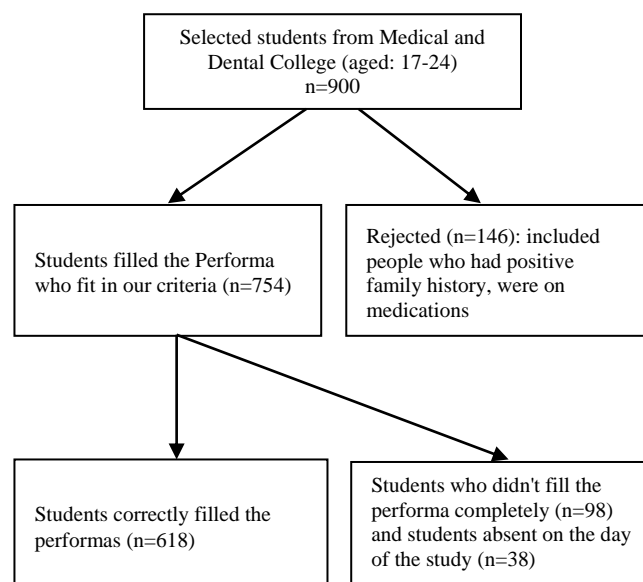 Selected students from Medical and
Dental College (aged: 17-24)
n=900
Students filled the Performa
who fit in our criteria (n=754)
Rejected (n=146): included
people who had positive
family history, were on
medications
Students correctly filled the
performas (n=618)
Students who didn't fill the
performa completely (n=98)
and students absent on the day
of the study (n=38)